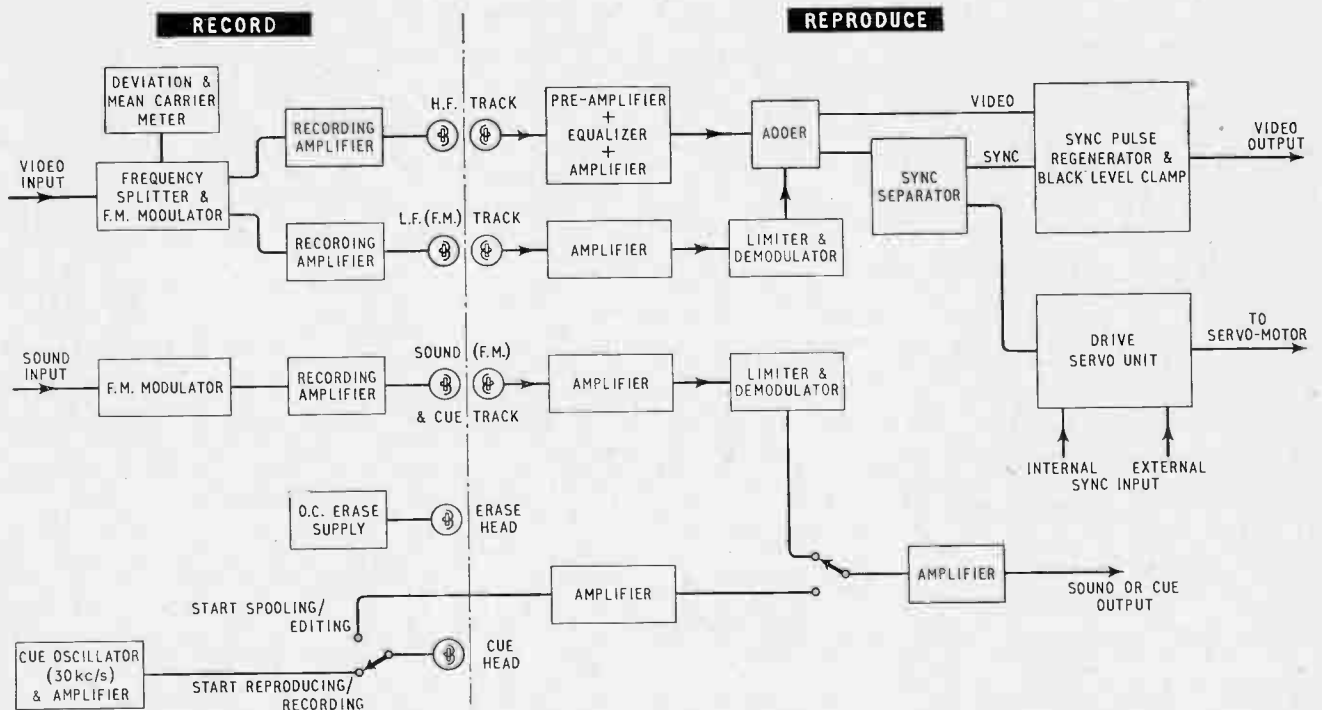 RECORD
REPRODUCE
DEVIATION &
MEAN CARRIER
METER
VIDEO
INPUT
FREQUENCY
SPLITTER &
F.M. MODULATOR
RECORDING
AMPLIFIER
H.F. TRACK
PRE-AMPLIFIER
+
EQUALIZER
+
AMPLIFIER
ADDER
VIDEO
SYNC
SYNC
SEPARATOR
SYNC PULSE
REGENERATOR &
BLACK LEVEL CLAMP
VIDEO
OUTPUT
RECORDING
AMPLIFIER
L.F. (F.M.) TRACK
AMPLIFIER
LIMITER &
DEMODULATOR
DRIVE
SERVO UNIT
TO
SERVO-MOTOR
INTERNAL EXTERNAL
SYNC INPUT
SOUND
INPUT
F.M. MODULATOR
RECORDING
AMPLIFIER
SOUND (F.M.)
& CUE TRACK
AMPLIFIER
LIMITER &
DEMODULATOR
D.C. ERASE
SUPPLY
ERASE
HEAD
START SPOOLING/
EDITING
AMPLIFIER
AMPLIFIER
SOUND OR CUE
OUTPUT
CUE OSCILLATOR
(30kc/s)
& AMPLIFIER
START REPRODUCING/
RECORDING
CUE
HEAD